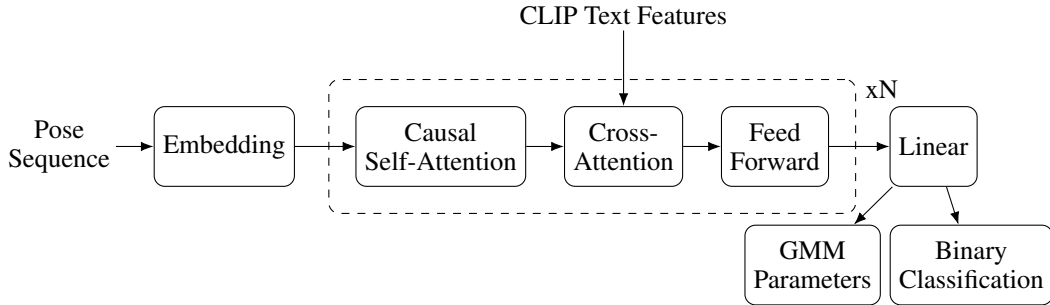 CLIP Text Features
xN
Pose
Sequence
Embedding
Causal
Self-Attention
Cross-
Attention
Feed
Forward
Linear
GMM
Parameters
Binary
Classification